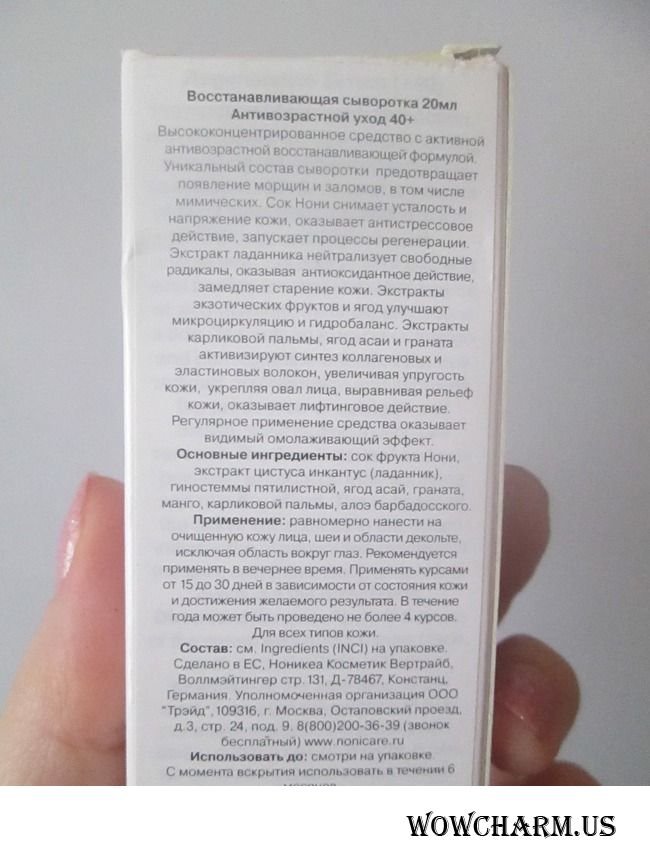 Восстанавливающая сыворотка 20мл
Антивозрастной уход 40+
Высококонцентрированное средство с активной
антивозрастной восстанавливающей формулой.
Уникальный состав сыворотки предотвращает
появление морщин и заломов, в том числе
мимических. Сок Нони снимает усталость и
напряжение кожи, оказывает антистрессовое
действие, запускает процессы регенерации.
Экстракт ладанника нейтрализует свободные
радикалы, оказывая антиоксидантное действие,
замедляет старение кожи. Экстракты
экзотических фруктов и ягод улучшают
микроциркуляцию и гидробаланс. Экстракты
карликовой пальмы, ягод асаи и граната
активизируют синтез коллагеновых и
эластиновых волокон, увеличивая упругость
кожи, укрепляя овал лица, выравнивая рельеф
кожи, оказывает лифтинговое действие.
Регулярное применение средства оказывает
видимый омолаживающий эффект.
Основные ингредиенты: сок фрукта Нони,
экстракт цистуса инкантус (ладанник),
гиностеммы пятилистной, ягод асай, граната,
манго, карликовой пальмы, алоэ барбадосского.
Применение: равномерно нанести на
очищенную кожу лица, шеи и области декольте,
исключая область вокруг глаз. Рекомендуется
применять в вечернее время. Применять курсами
от 15 до 30 дней в зависимости от состояния кожи
и достижения желаемого результата. В течение
года может быть проведено не более 4 курсов.
Для всех типов кожи.
Состав: см. Ingredients (INCI) на упаковке.
Сделано в ЕС,Ноникеа Косметик Вертрайб,
Воллмэйтингер стр. 131, Д-78467, Констанц,
Германия. Уполномоченная организация ООО
"Трэйд", 109316, г. Москва, Остаповский проезд,
д.3, стр. 24, под. 9. 8(800)200-36-39 (звонок
бесплатный) www.nonicare.ru
Использовать до: смотри на упаковке.
С момента вскрытия использовать в течении 6
месяцев
WOWCHARM.US